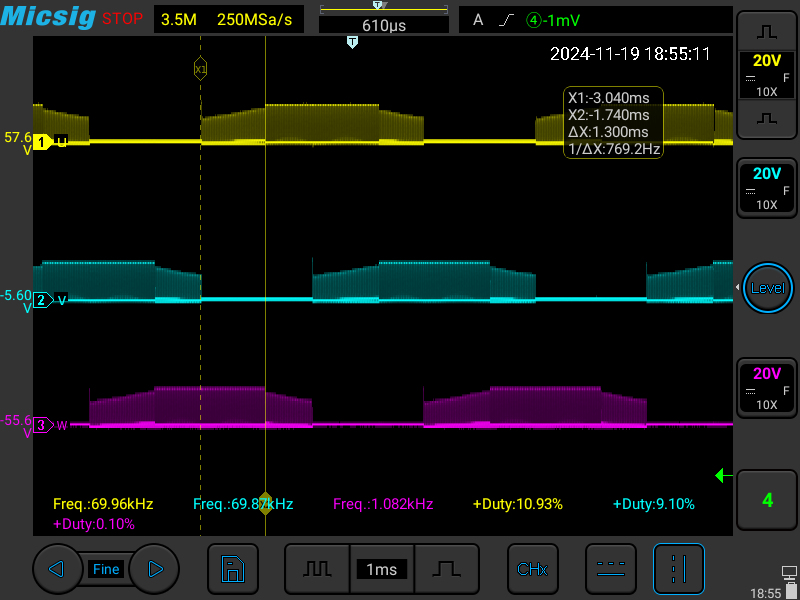 Micsig STOP 3.5M 250MSa/s T 610µs A 4 -1mV
T
2024-11-19 18:55:11
X1
X1:-3.040ms
X2:-1.740ms
ΔX:1.300ms
1/ΔX:769.2Hz
20V
F
10X
57.6 V 1 U
20V
F
10X
-5.60 V 2 V
Level
20V
F
10X
-55.6 V 3 W
4
Freq.:69.96kHz Freq.:69.87kHz Freq.:1.082kHz +Duty:10.93% +Duty:9.10%
+Duty:0.10%
Fine 1ms CHx
18:55